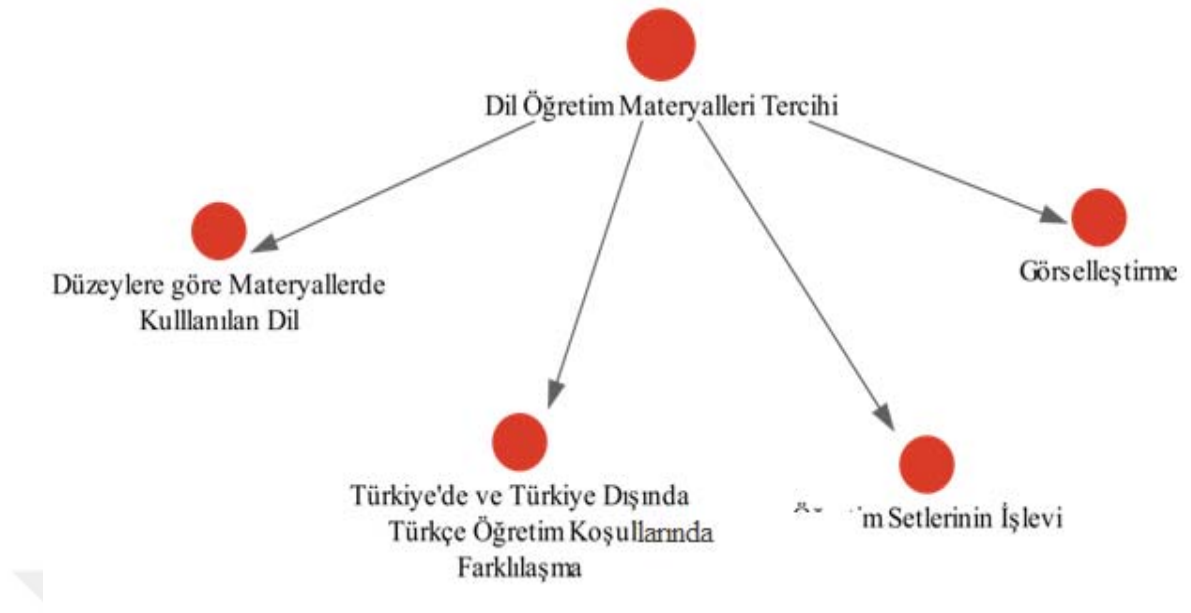 Dil Öğretim Materyalleri Tercihi
Görselleştirme
Düzeylere göre Materyallerde
Kulllanılan Dil
Türkiye'de ve Türkiye Dışında
Türkçe Öğretim Koşullarında
Farklılaşma
Setlerinin İşlevi